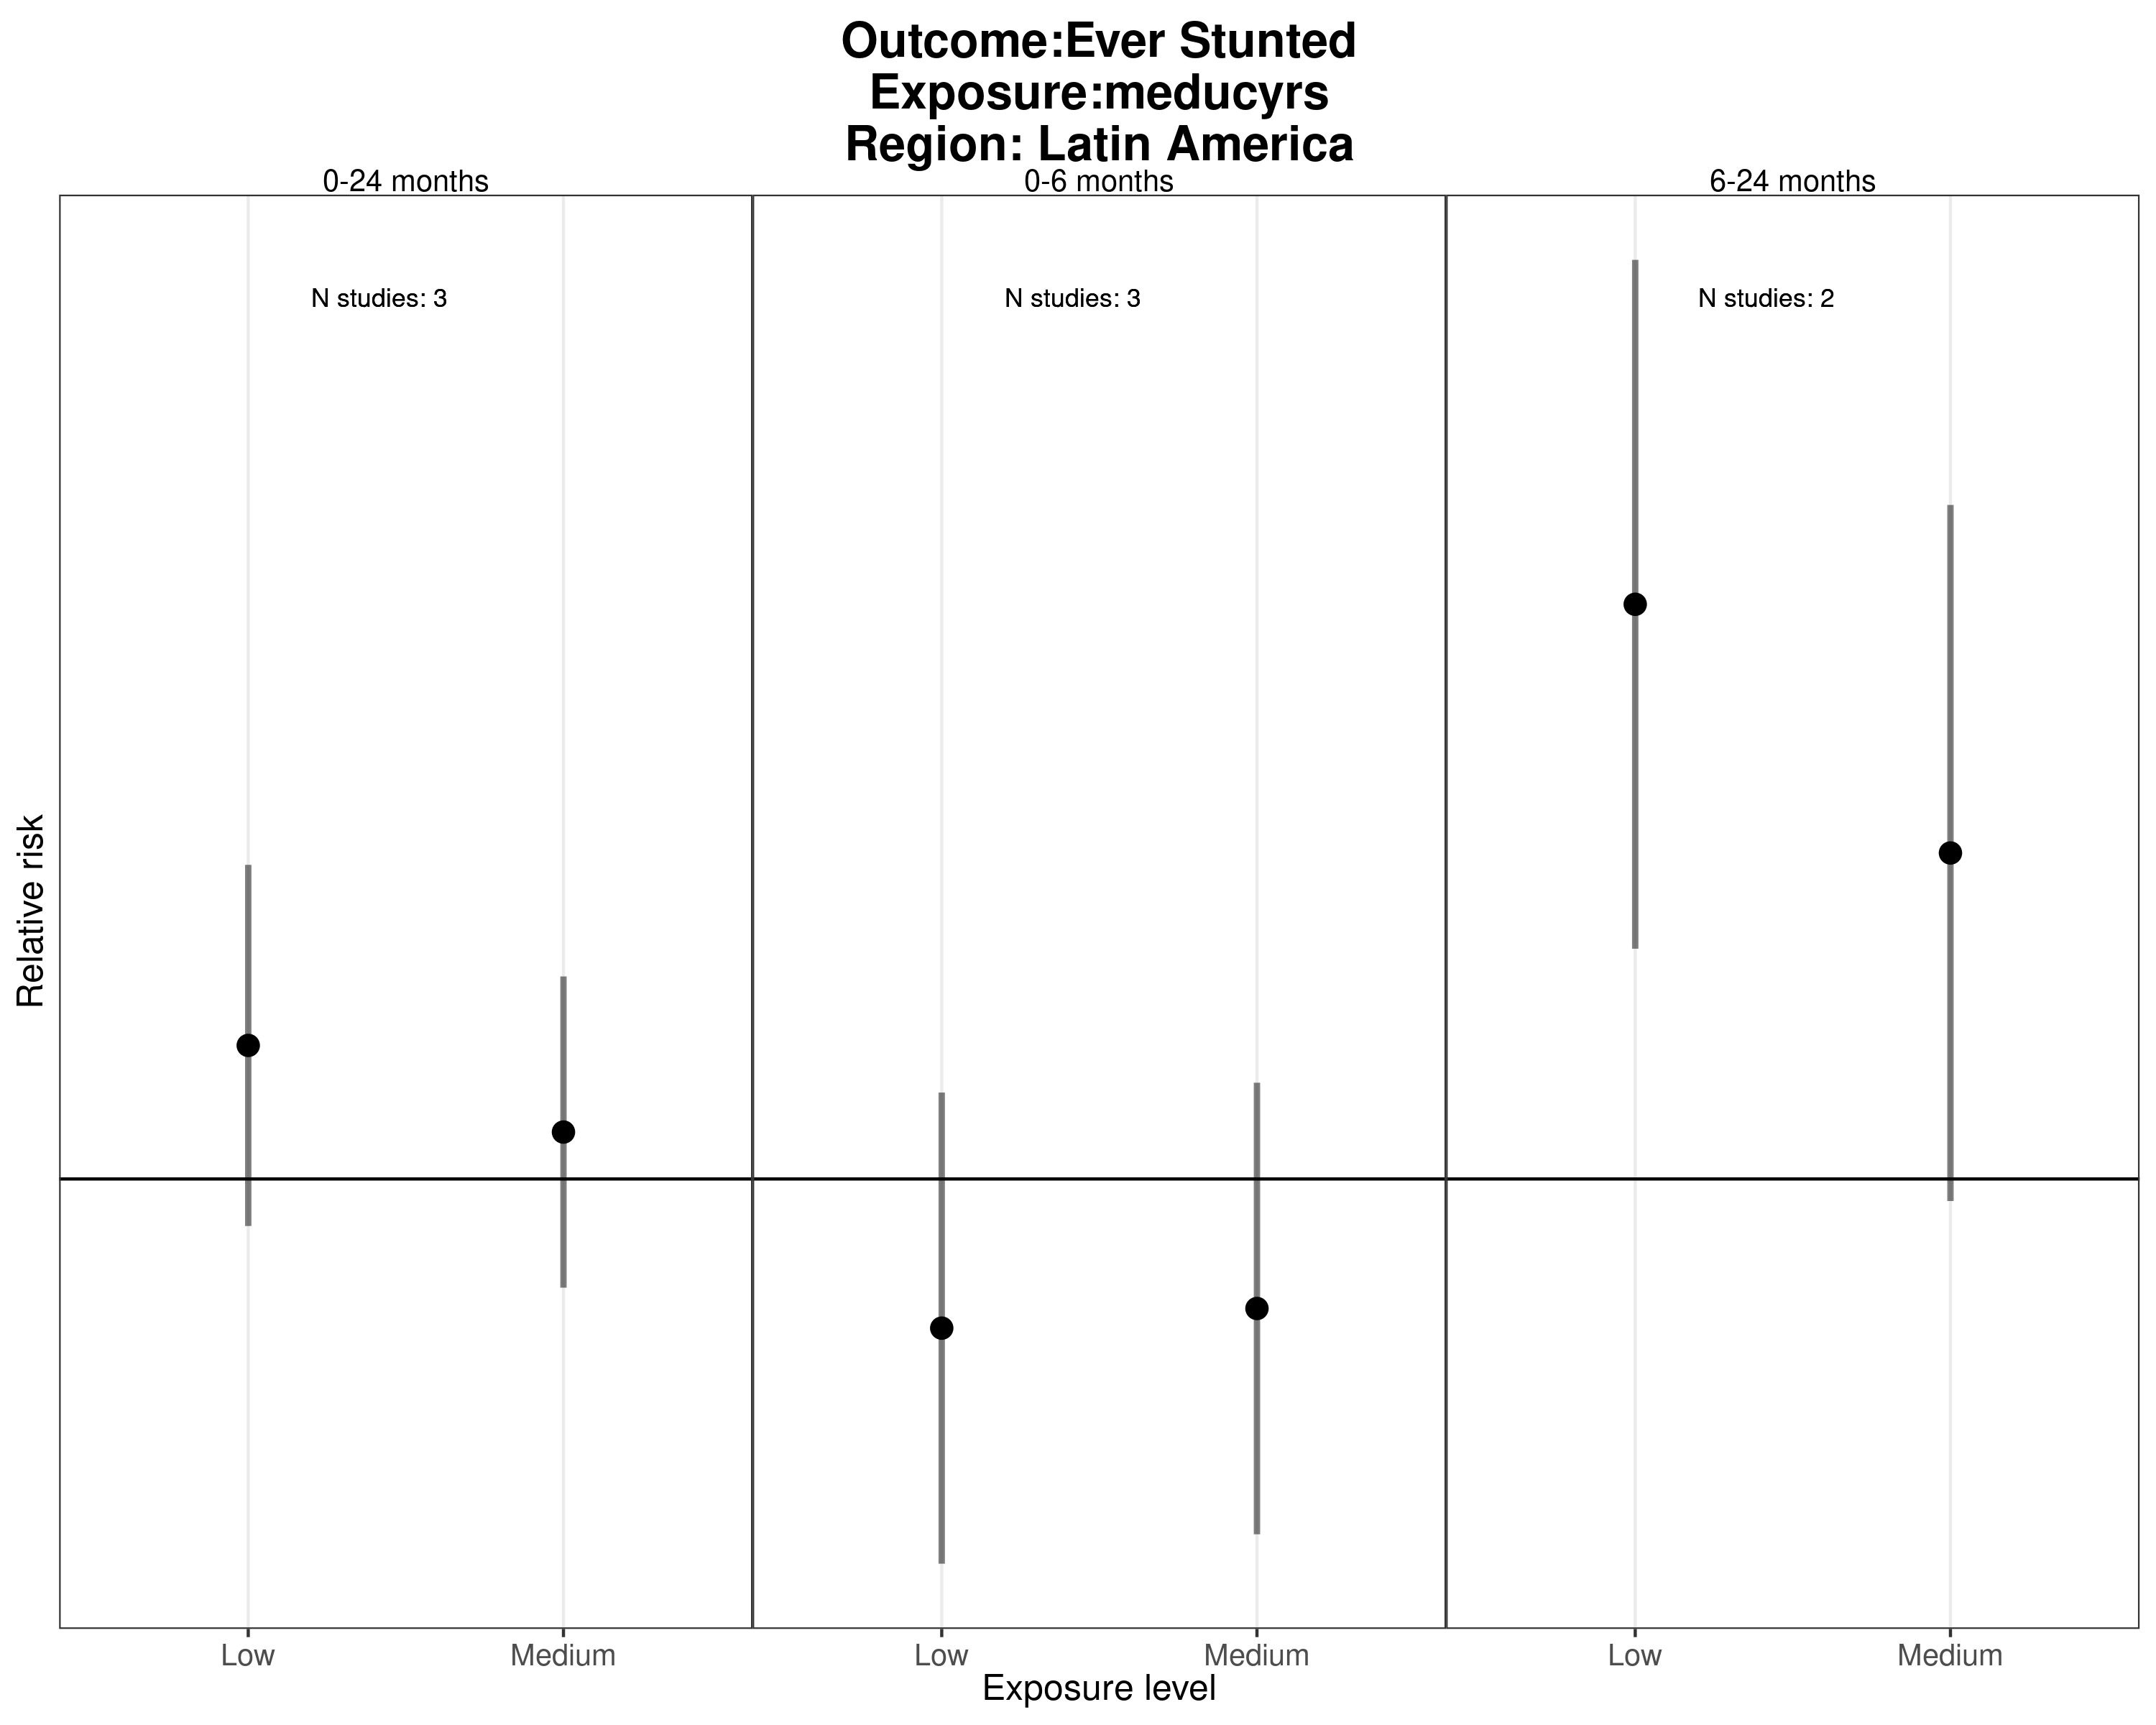 Outcome:Ever Stunted
Exposure:meducyrs
Region: Latin America
0-24 months
0-6 months
6-24 months
N studies: 3
N studies: 3
N studies: 2
Relative risk
Low
Medium
Low
Medium
Low
Medium
Exposure level